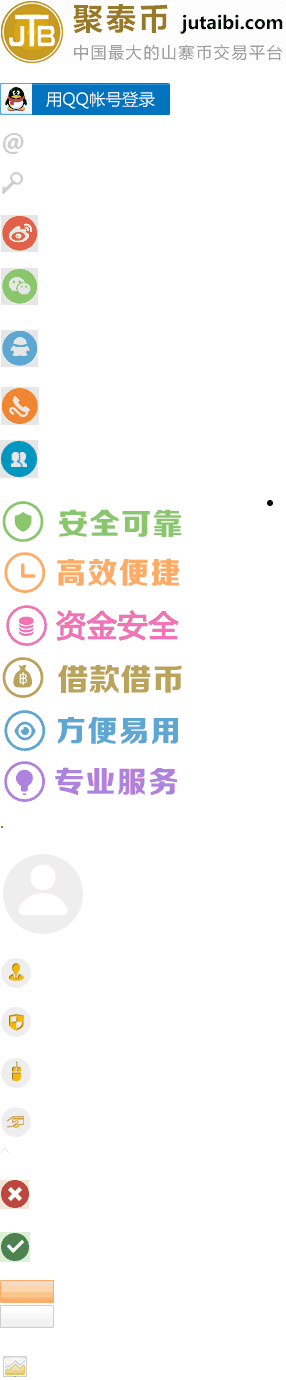 JTB
聚泰币 jutaibi.com
中国最大的山寨币交易平台
用QQ帐号登录
@
安全可靠
高效便捷
资金安全
借款借币
方便易用
专业服务